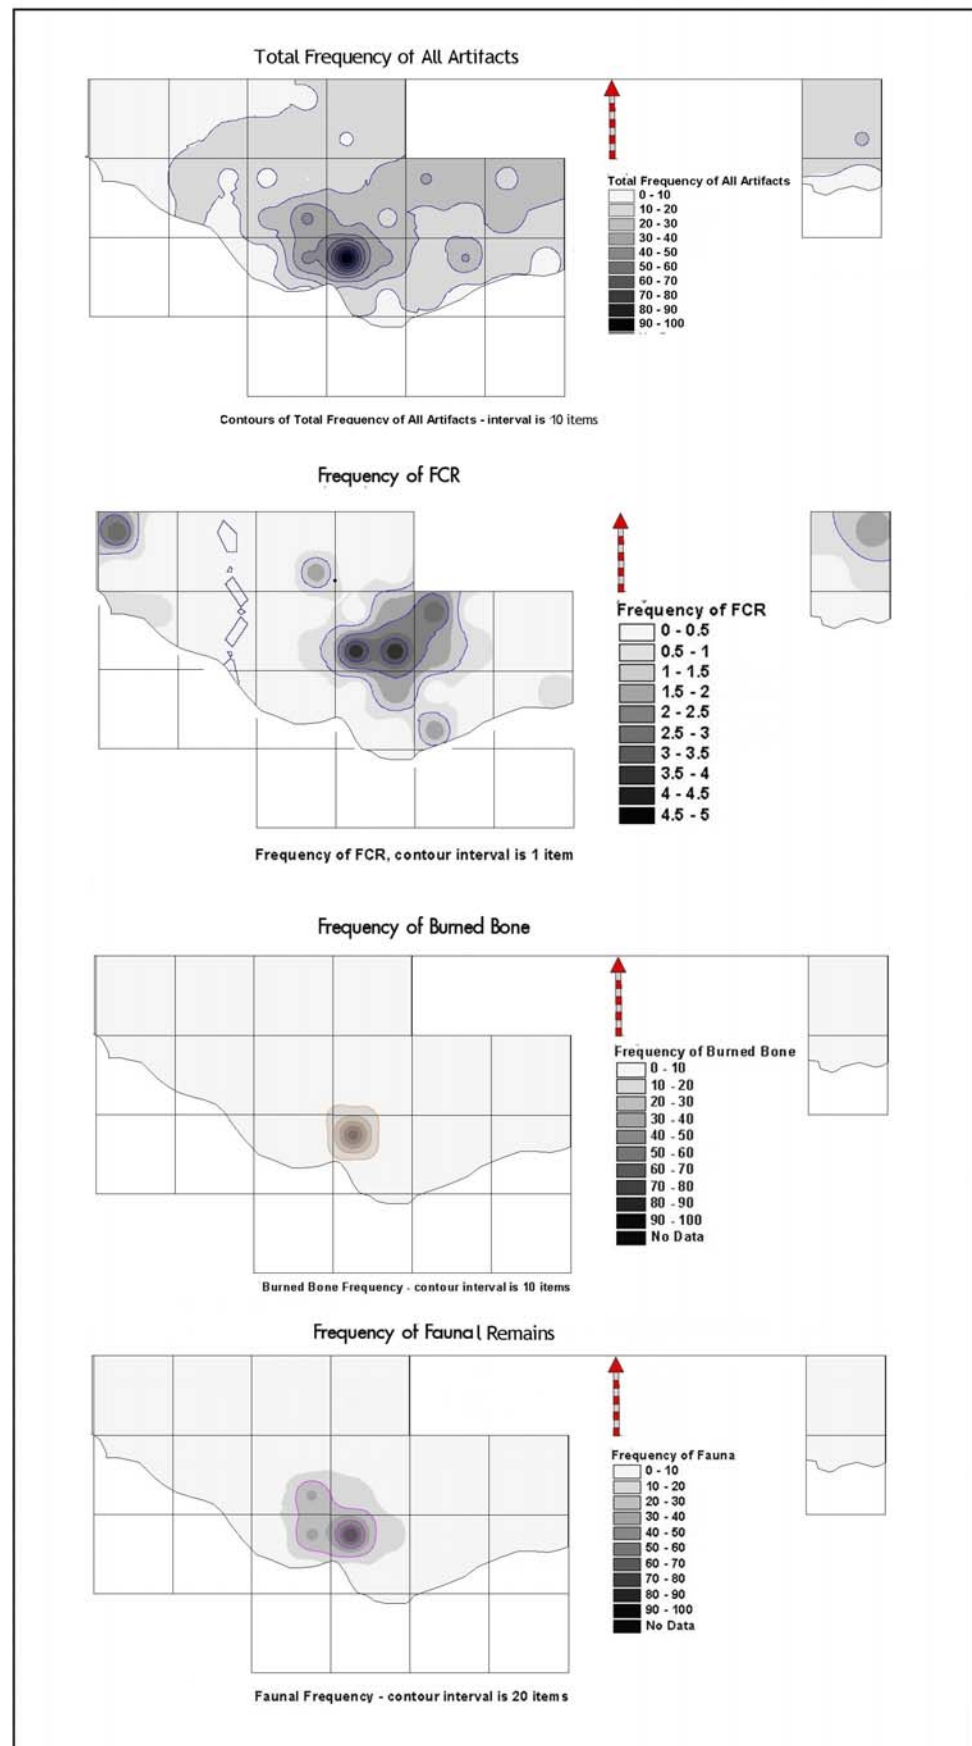 Total Frequency of All Artifacts
Total Frequency of All Artifacts
0 - 10
10 - 20
20 - 30
30 - 40
40 - 50
50 - 60
60 - 70
70 - 80
80 - 90
90 - 100
Contours of Total Frequency of All Artifacts - interval is 10 items
Frequency of FCR
Frequency of FCR
0 - 0.5
0.5 - 1
1 - 1.5
1.5 - 2
2 - 2.5
2.5 - 3
3 - 3.5
3.5 - 4
4 - 4.5
4.5 - 5
Frequency of FCR, contour interval is 1 item
Frequency of Burned Bone
Frequency of Burned Bone
0 - 10
10 - 20
20 - 30
30 - 40
40 - 50
50 - 60
60 - 70
70 - 80
80 - 90
90 - 100
No Data
Burned Bone Frequency - contour interval is 10 items
Frequency of Faunal Remains
Frequency of Fauna
0 - 10
10 - 20
20 - 30
30 - 40
40 - 50
50 - 60
60 - 70
70 - 80
80 - 90
90 - 100
No Data
Faunal Frequency - contour interval is 20 items